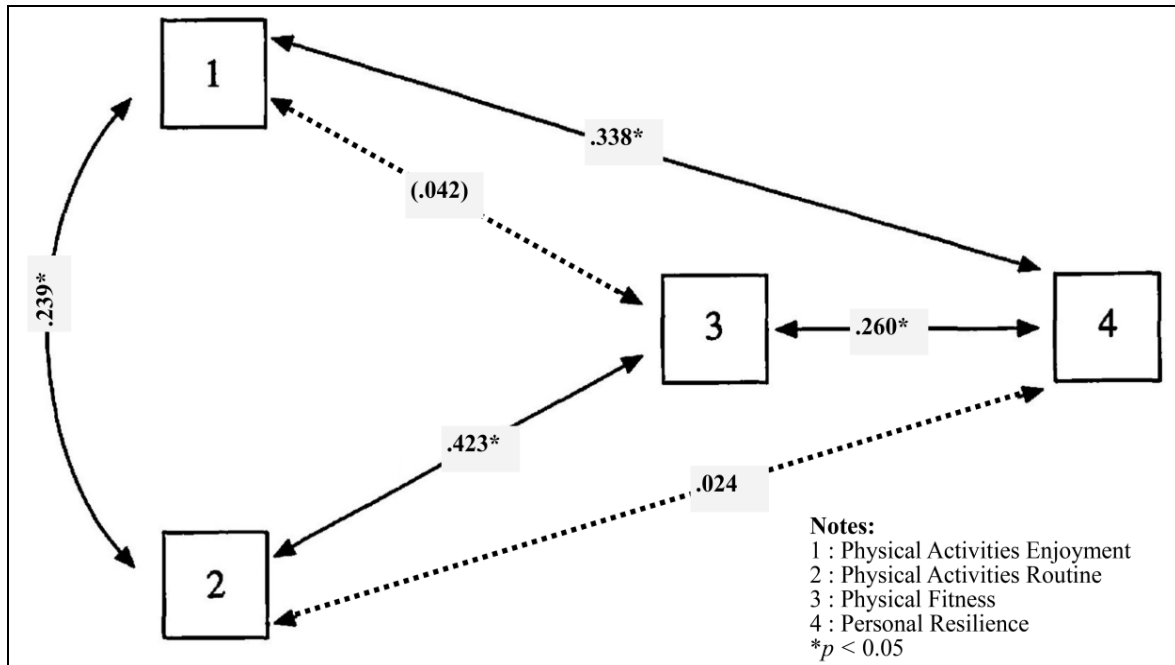 1
.338*
(.042)
.239*
3
.260*
4
.423*
.024
2
Notes:
1 : Physical Activities Enjoyment
2 : Physical Activities Routine
3 : Physical Fitness
4 : Personal Resilience
*p < 0.05